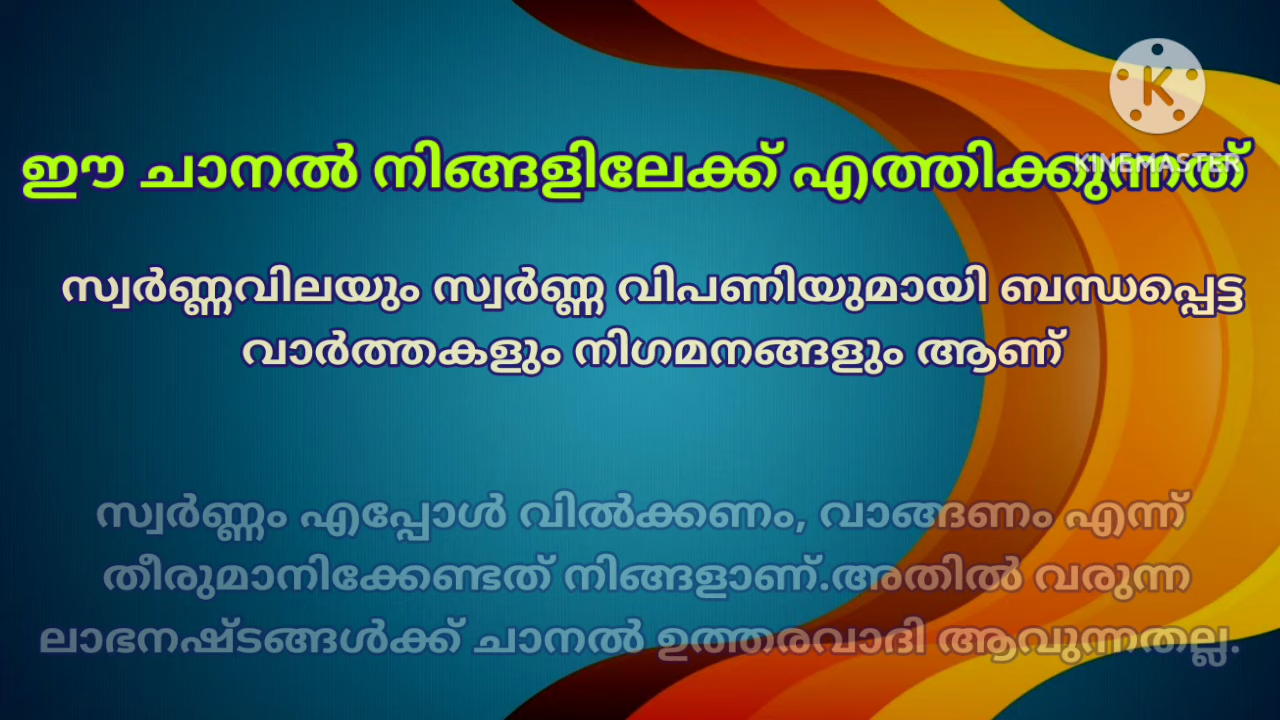 K
KINEMASTER
ഈ ചാനൽ നിങ്ങളിലേക്ക് എത്തിക്കുന്നത്
സ്വർണ്ണവിലയും സ്വർണ്ണ വിപണിയുമായി ബന്ധപ്പെട്ട
വാർത്തകളും നിഗമനങ്ങളും ആണ്
സ്വർണ്ണം എപ്പോൾ വിൽക്കണം, വാങ്ങണം എന്ന്
തീരുമാനിക്കേണ്ടത് നിങ്ങളാണ്.അതിൽ വരുന്ന
ലാഭനഷ്ടങ്ങൾക്ക് ചാനൽ ഉത്തരവാദി ആവുന്നതല്ല.